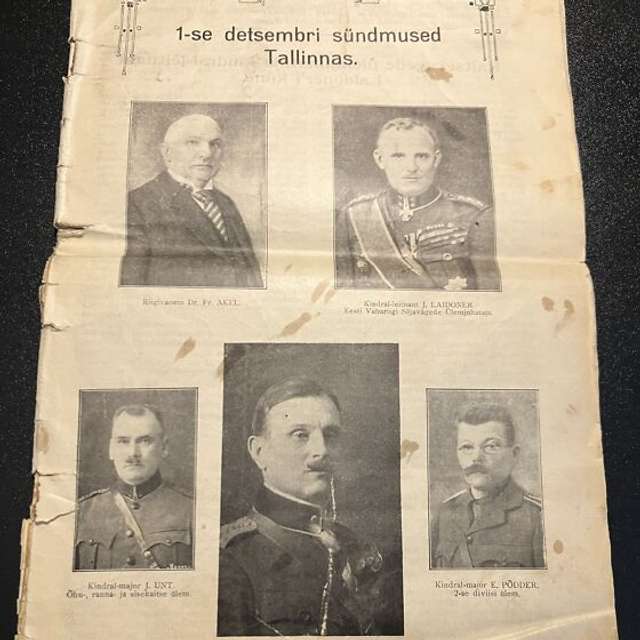 1-se detsembri sündmused
Tallinnas.
Riigivanem Dr. Fr. AKEL.
Kindral-leitnant J. LAIDONER
Eesti Vabariigi Sõjavägede Ülemjuhataja.
Kindral-major J. UNT.
Õhu-, ranna- ja sisekaitse ülem.
Kindral-major E. PÕDDER,
2-se diviisi ülem.